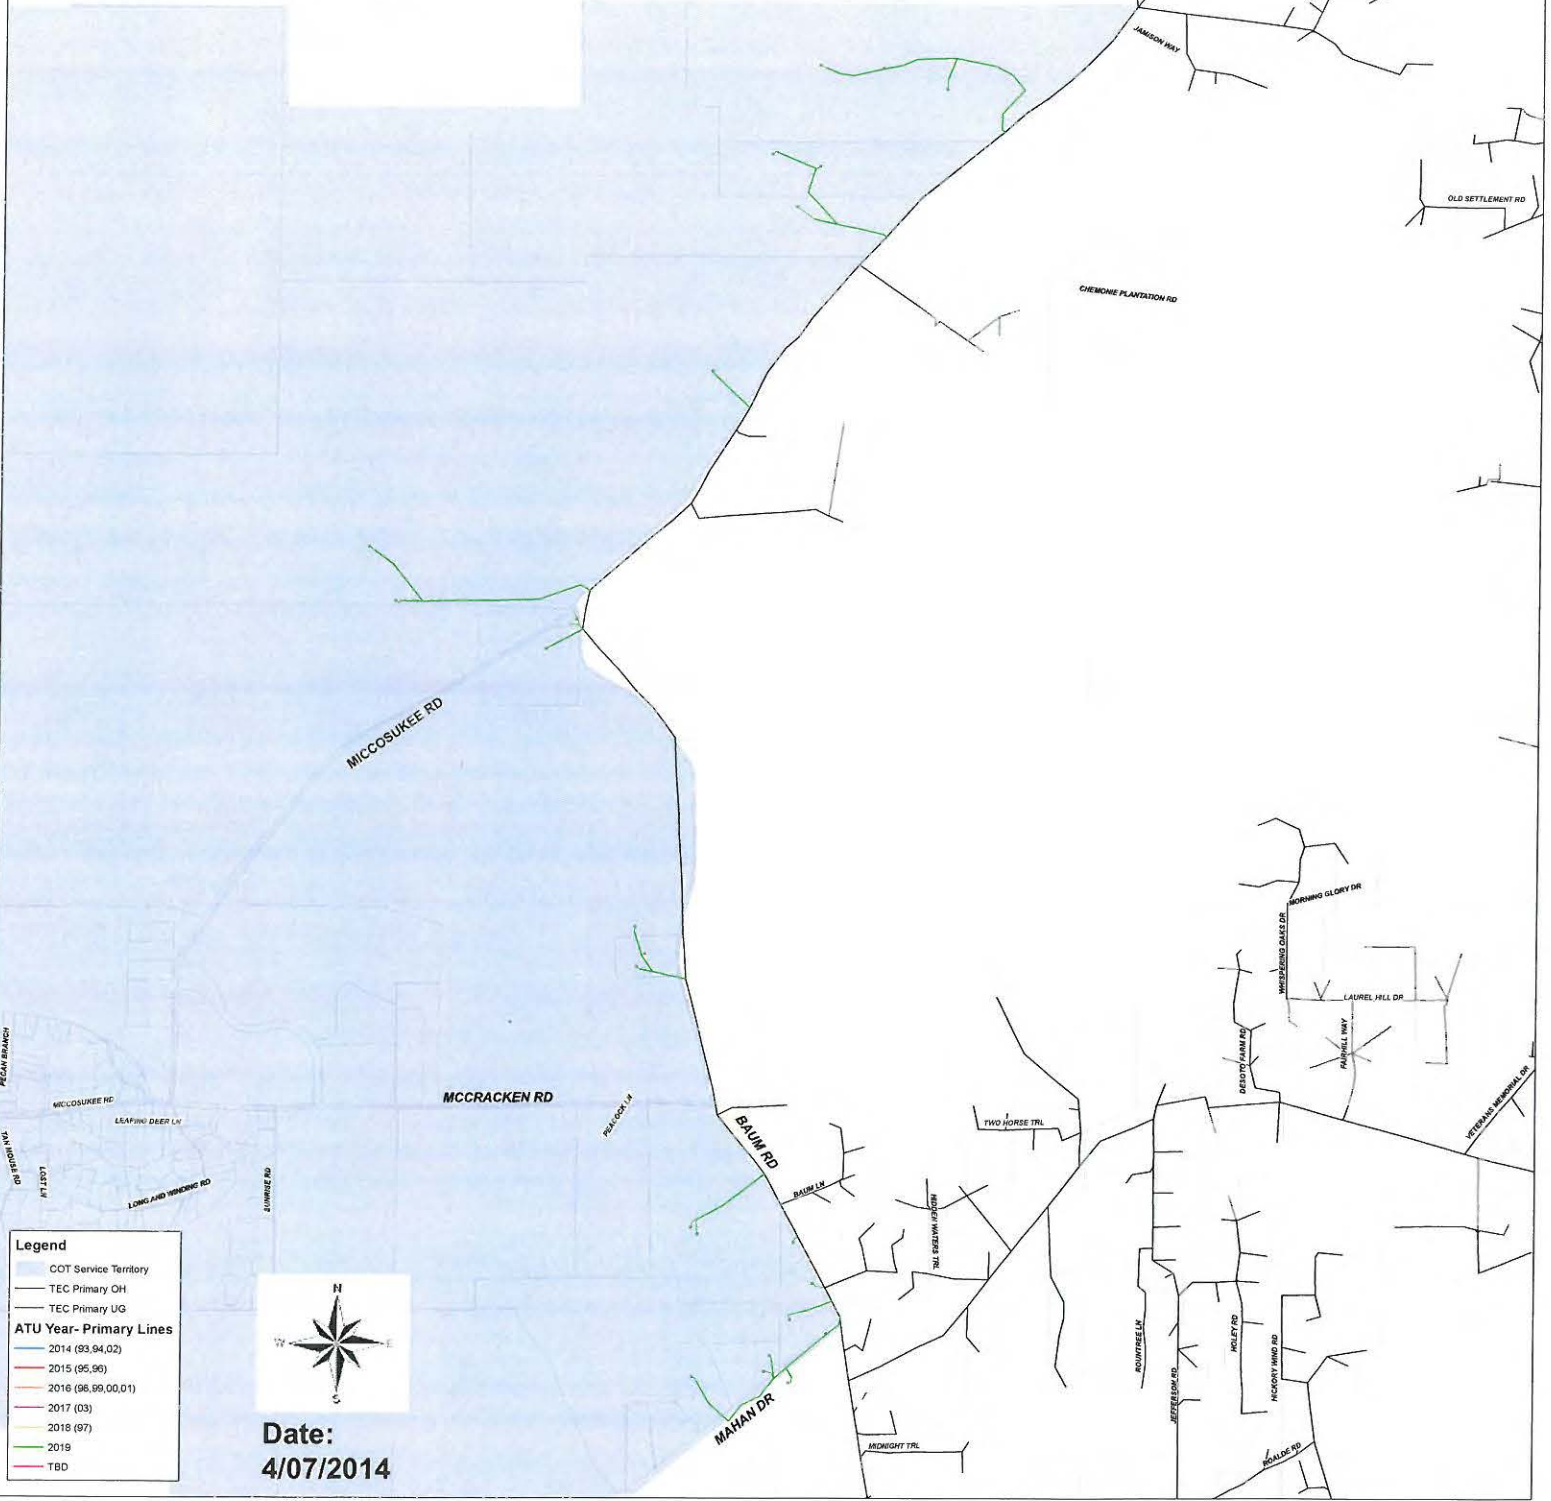 JAMISON WAY
OLD SETTLEMENT RD
CHEMONIE PLANTATION RD
MICCOSUKEE RD
MORNING GLORY DR
WHISPERING OAKS DR
LAUREL HILL DR
FAIRHILL WAY
DESOTO FARM RD
VETERANS MEMORIAL DR
PECAN BRANCH
MICCOSUKEE RD
LEAPING DEER LN
MCCRACKEN RD
PEACOCK LN
BAUM RD
TWO HORSE TRL
TAN HOUSE RD
LOST LN
LONG AND WINDING RD
SUNRISE RD
BAUM LN
HIDDEN WATERS TRL
ROUNTREE LN
HOLEY RD
HICKORY WIND RD
JEFFERSON RD
MAHAN DR
MIDNIGHT TRL
ROALDE RD
Legend
COT Service Territory
TEC Primary OH
TEC Primary UG
ATU Year- Primary Lines
2014 (93,94,02)
2015 (95,96)
2016 (98,99,00,01)
2017 (03)
2018 (97)
2019
TBD
N
W
E
S
Date:
4/07/2014